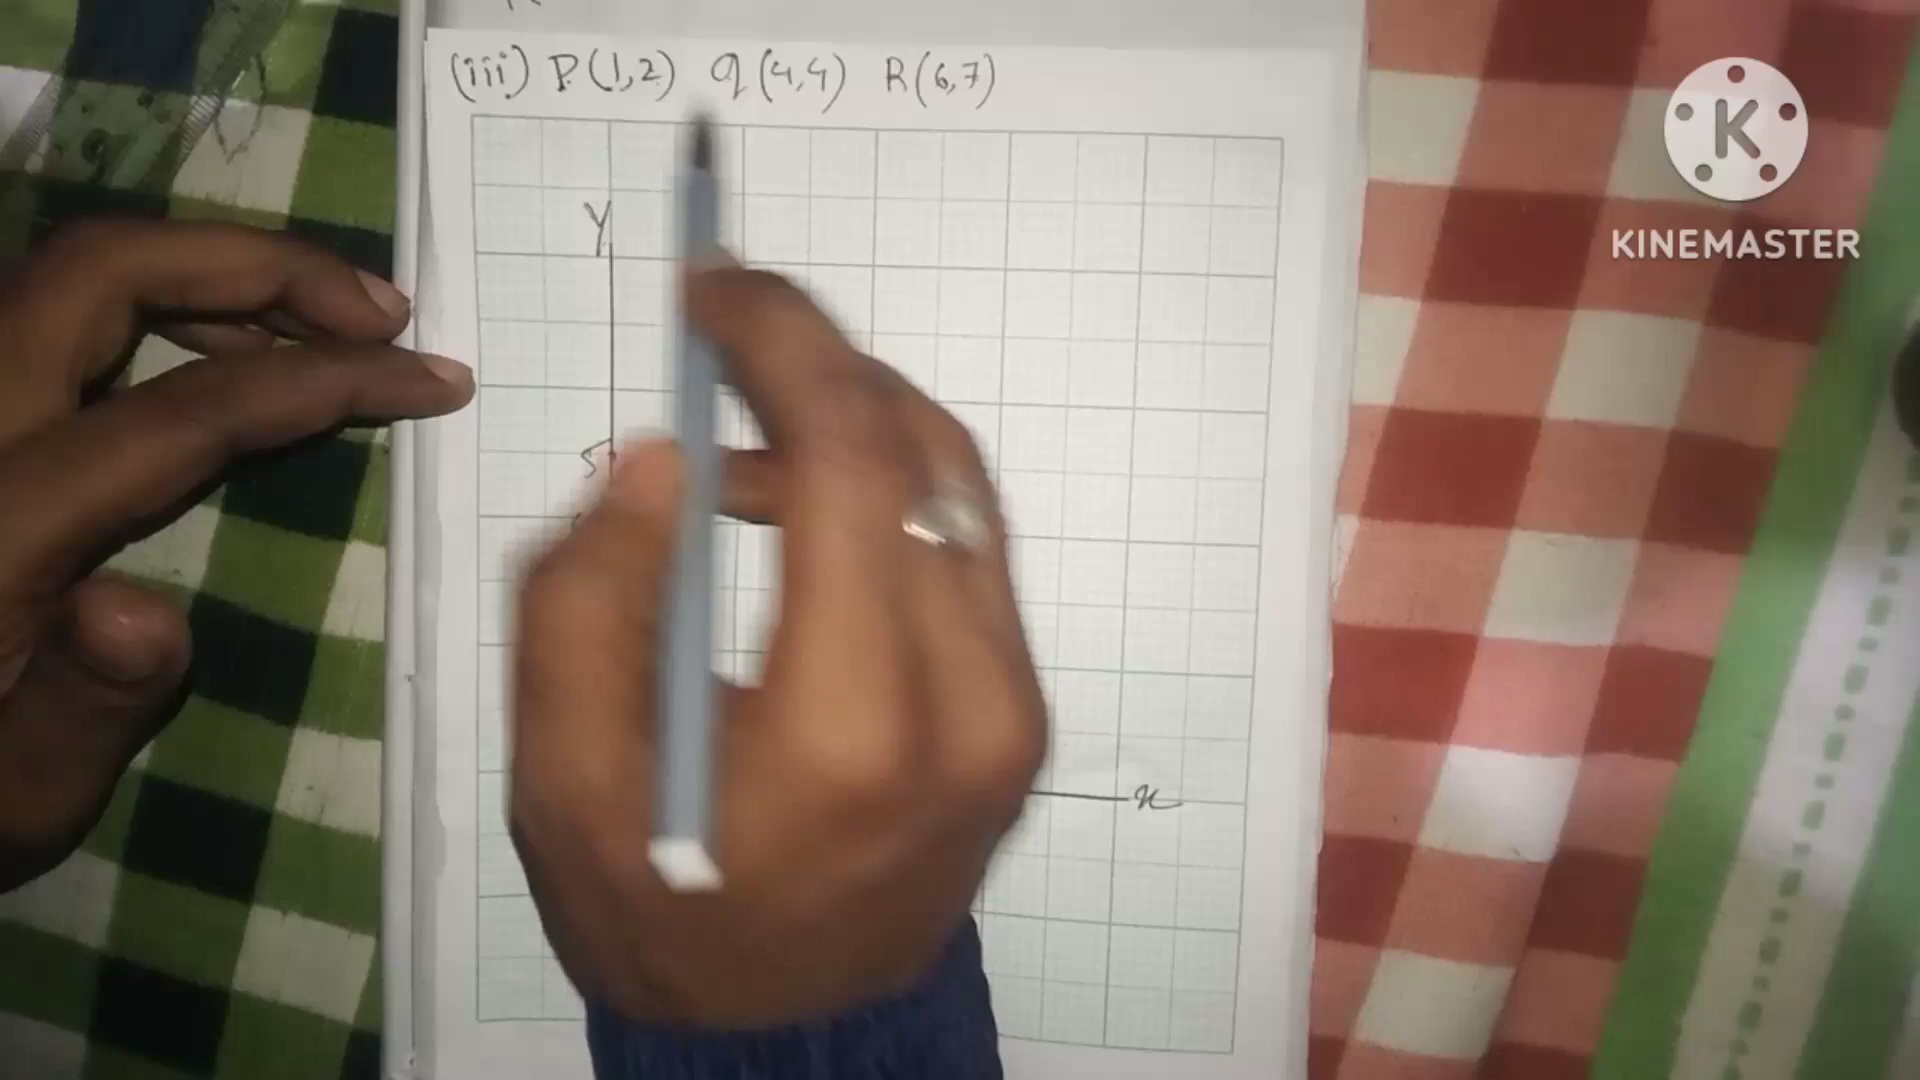 (iii) P(1,2) Q(4,4) R(6,7)
K
KINEMASTER
Y
5
x